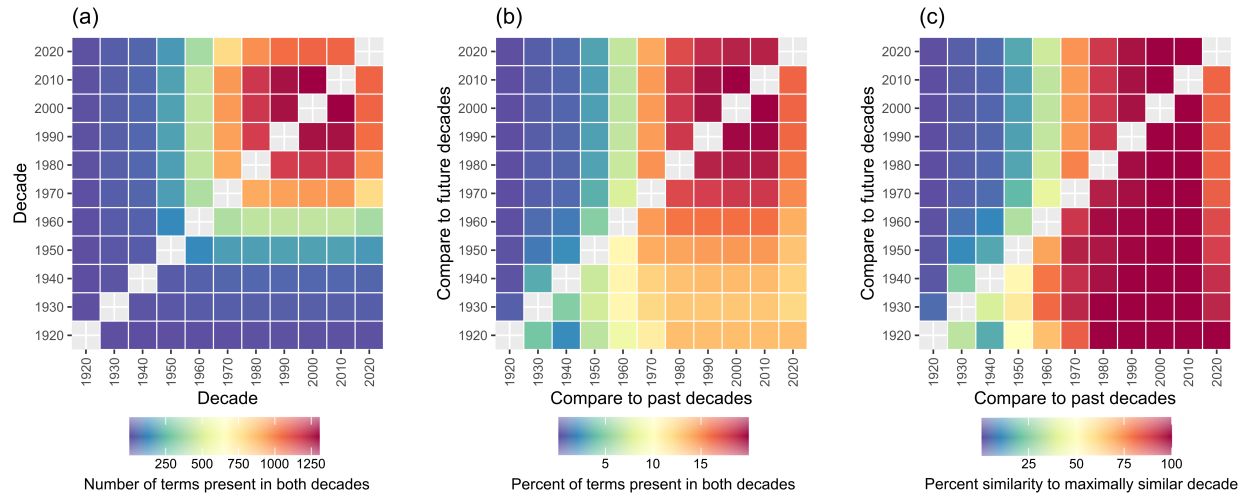 (a)
Decade
2020
2010
2000
1990
1980
1970
1960
1950
1940
1930
1920
1920 1930 1940 1950 1960 1970 1980 1990 2000 2010 2020
Decade
250 500 750 1000 1250
Number of terms present in both decades
(b)
Compare to future decades
2020
2010
2000
1990
1980
1970
1960
1950
1940
1930
1920
1920 1930 1940 1950 1960 1970 1980 1990 2000 2010 2020
Compare to past decades
5 10 15
Percent of terms present in both decades
(c)
Compare to future decades
2020
2010
2000
1990
1980
1970
1960
1950
1940
1930
1920
1920 1930 1940 1950 1960 1970 1980 1990 2000 2010 2020
Compare to past decades
25 50 75 100
Percent similarity to maximally similar decade